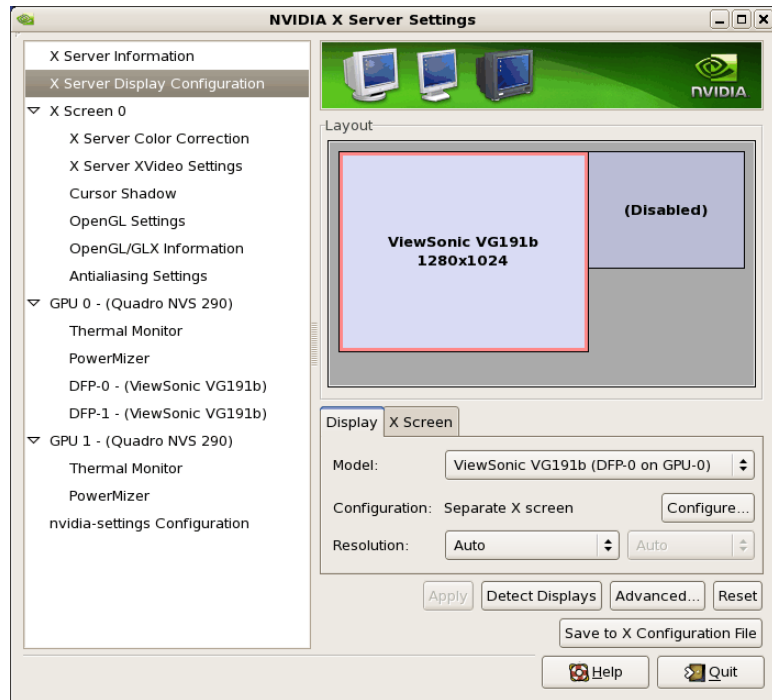 NVIDIA X Server Settings
X Server Information
X Server Display Configuration
X Screen 0
X Server Color Correction
X Server XVideo Settings
Cursor Shadow
OpenGL Settings
OpenGL/GLX Information
Antialiasing Settings
GPU 0 - (Quadro NVS 290)
Thermal Monitor
PowerMizer
DFP-0 - (ViewSonic VG191b)
DFP-1 - (ViewSonic VG191b)
GPU 1 - (Quadro NVS 290)
Thermal Monitor
PowerMizer
nvidia-settings Configuration
NVIDIA
Layout
ViewSonic VG191b
1280x1024
(Disabled)
Display X Screen
Model: ViewSonic VG191b (DFP-0 on GPU-0)
Configuration: Separate X screen Configure...
Resolution: Auto Auto
Apply Detect Displays Advanced... Reset
Save to X Configuration File
Help Quit